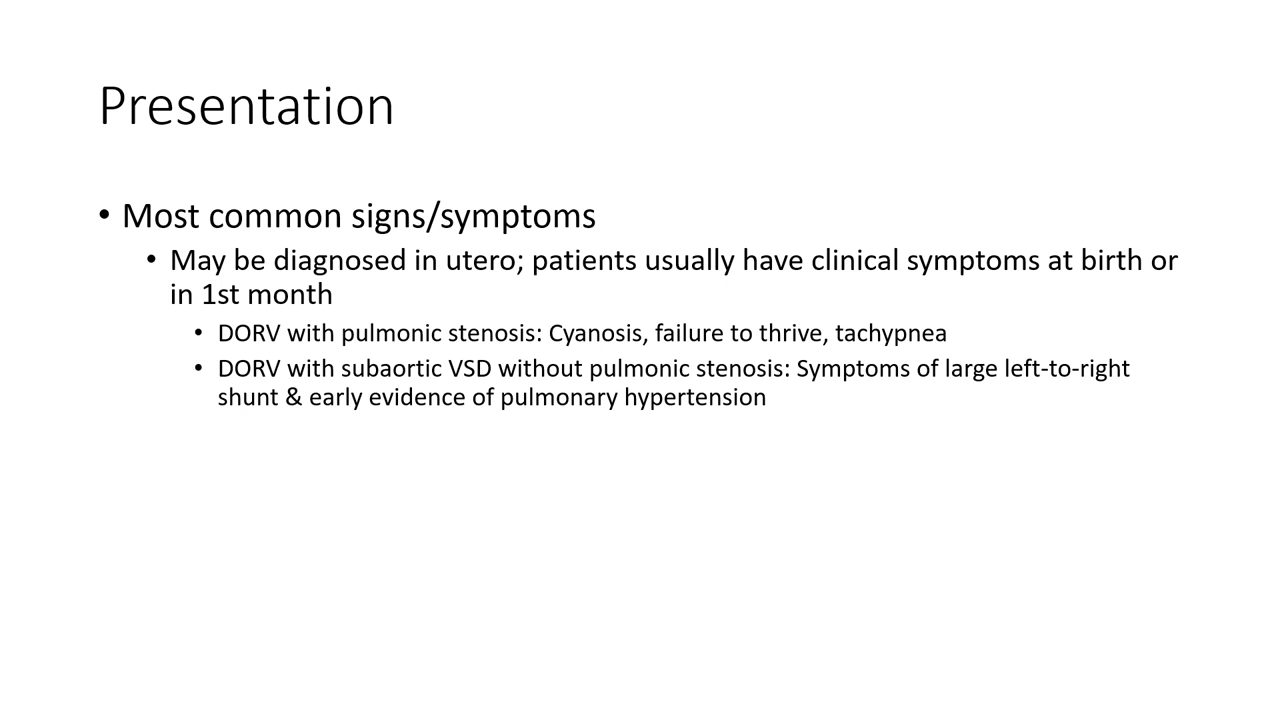 Presentation
• Most common signs/symptoms
• May be diagnosed in utero; patients usually have clinical symptoms at birth or
in 1st month
• DORV with pulmonic stenosis: Cyanosis, failure to thrive, tachypnea
• DORV with subaortic VSD without pulmonic stenosis: Symptoms of large left-to-right
shunt & early evidence of pulmonary hypertension